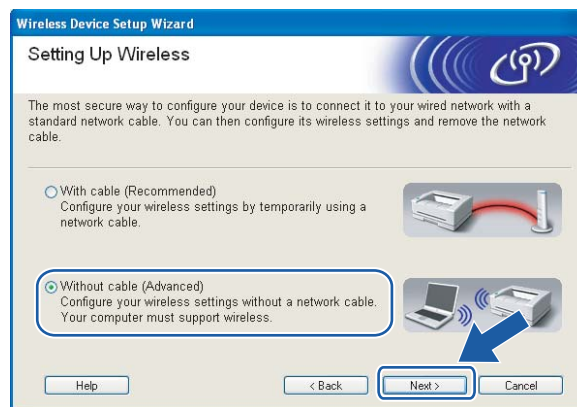 Wireless Device Setup Wizard
Setting Up Wireless
The most secure way to configure your device is to connect it to your wired network with a
standard network cable. You can then configure its wireless settings and remove the network
cable.
With cable (Recommended)
Configure your wireless settings by temporarily using a
network cable.
Without cable (Advanced)
Configure your wireless settings without a network cable.
Your computer must support wireless.
Help
< Back
Next >
Cancel